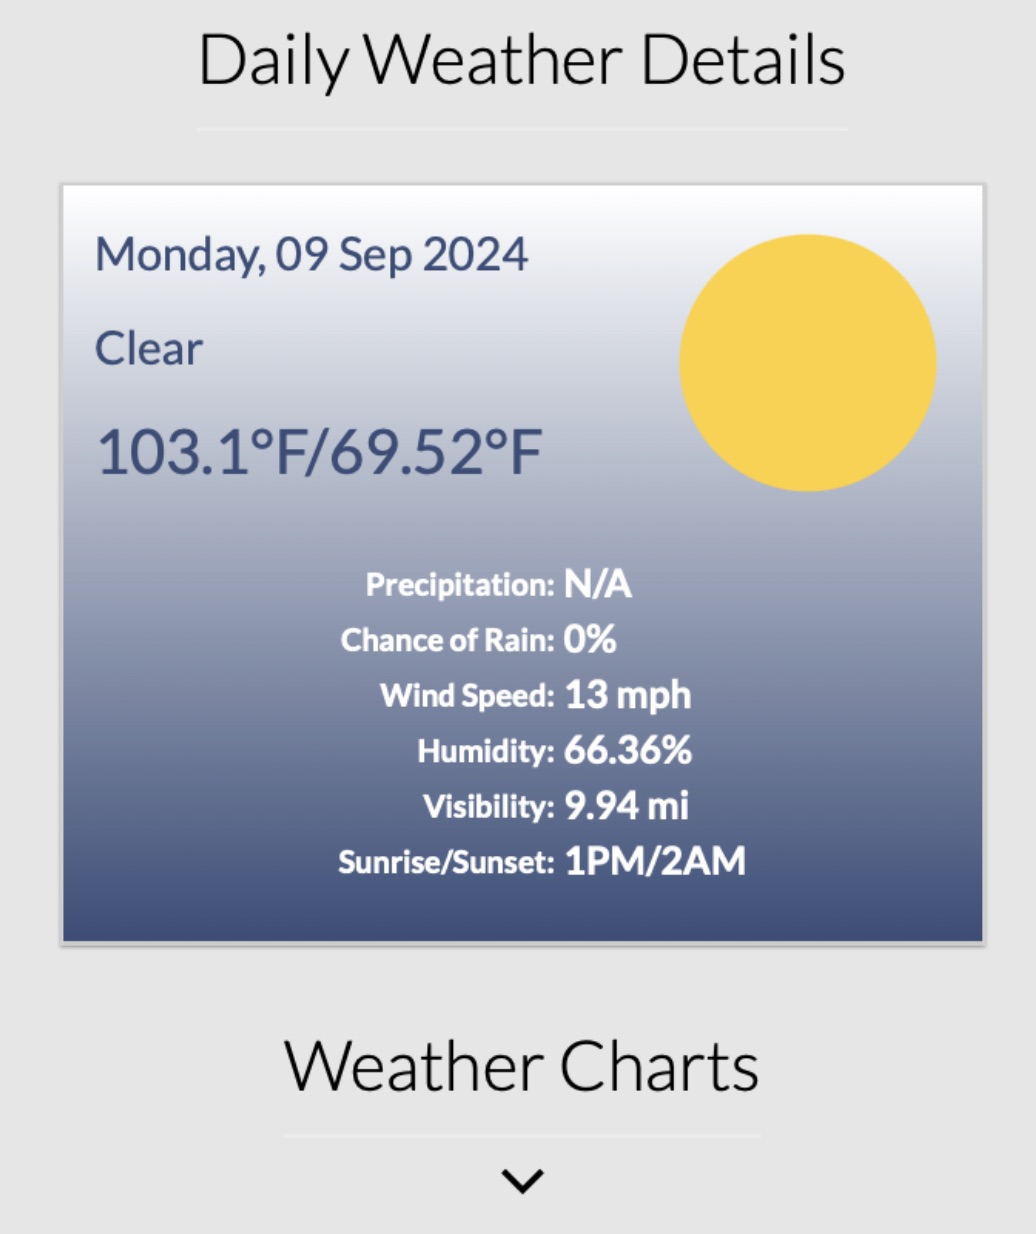 Daily Weather Details
Monday, 09 Sep 2024
Clear
103.1°F/69.52°F
Precipitation: N/A
Chance of Rain: 0%
Wind Speed: 13 mph
Humidity: 66.36%
Visibility: 9.94 mi
Sunrise/Sunset: 1PM/2AM
Weather Charts